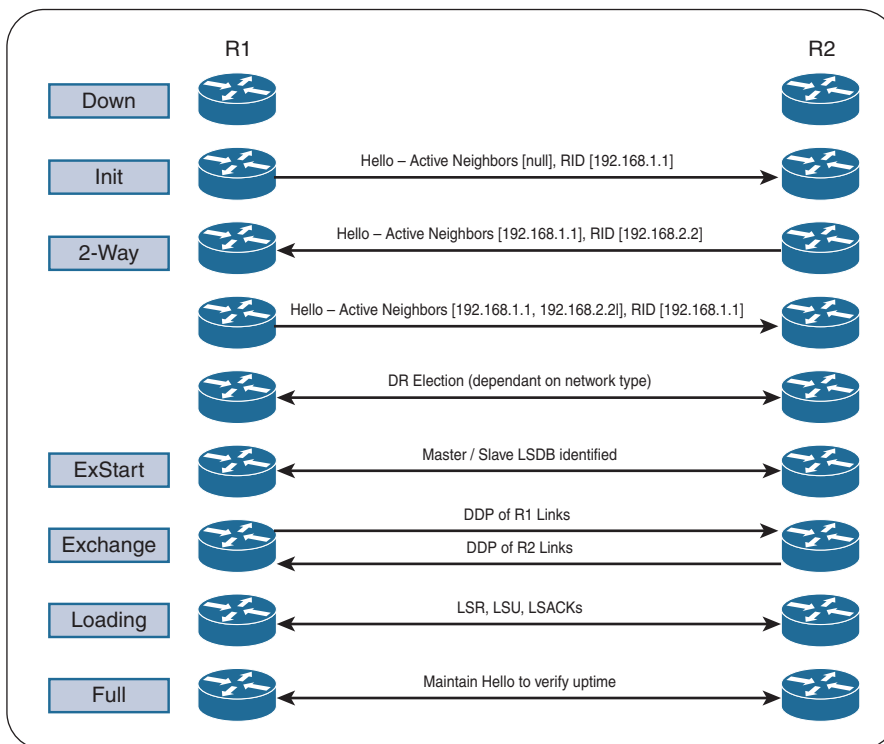 R1 R2
Down
Init
Hello – Active Neighbors [null], RID [192.168.1.1]
2-Way
Hello – Active Neighbors [192.168.1.1], RID [192.168.2.2]
Hello – Active Neighbors [192.168.1.1, 192.168.2.2l], RID [192.168.1.1]
DR Election (dependant on network type)
ExStart
Master / Slave LSDB identified
Exchange
DDP of R1 Links
DDP of R2 Links
Loading
LSR, LSU, LSACKs
Full
Maintain Hello to verify uptime